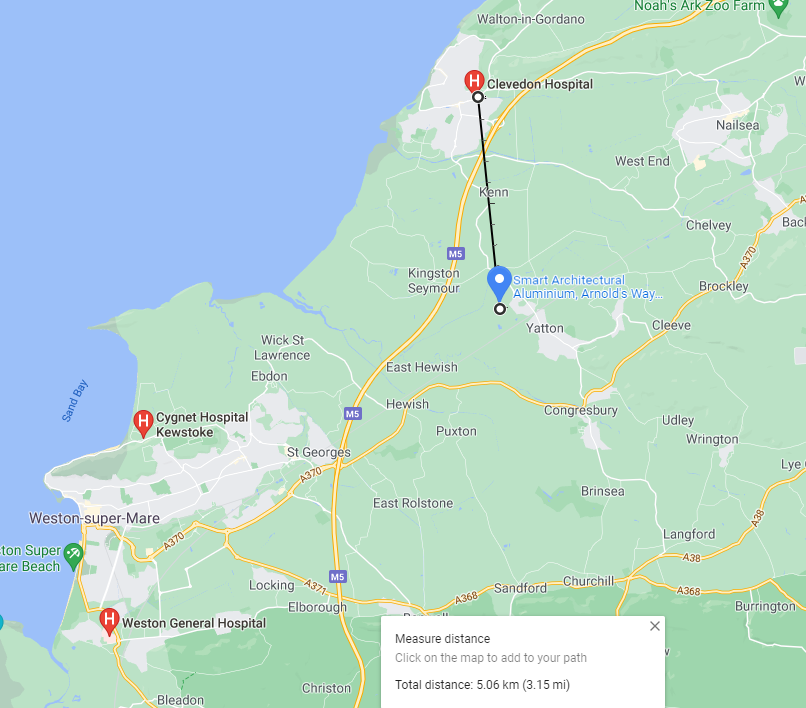 Noah's Ark Zoo Farm
Walton-in-Gordano
H
Clevedon Hospital
Nailsea
West End
Kenn
Chelvey
M5
A370
Kingston
Seymour
Smart Architectural
Aluminium, Arnold's Way...
Brockley
Yatton
Cleeve
Wick St
Lawrence
East Hewish
Ebdon
Sand Bay
H
Cygnet Hospital
Kewstoke
M5
Hewish
Congresbury
Puxton
Udley
Wrington
St Georges
A370
Lye
Brinsea
East Rolstone
Weston-super-Mare
A38
A370
Langford
ston Super
are Beach
A38
M5
Locking
A371
Sandford
Churchill
A368
A368
Elborough
Burrington
H
Weston General Hospital
Measure distance
Click on the map to add to your path
Total distance: 5.06 km (3.15 mi)
Christon
Bleadon